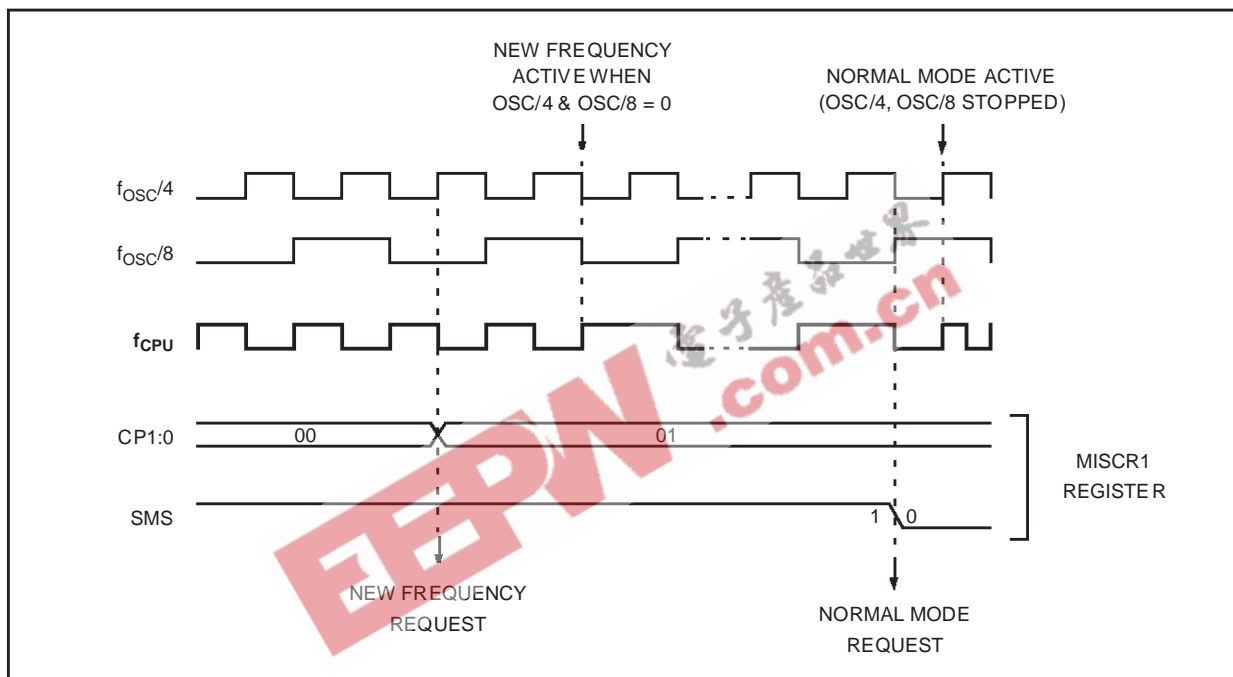 NEW FREQUENCY
ACTIVE WHEN
OSC/4 & OSC/8 = 0
NORMAL MODE ACTIVE
(OSC/4, OSC/8 STOPPED)
fOSC/4
fOSC/8
fCPU
CP1:0
00
01
SMS
1
0
MISCR1
REGISTER
NEW FREQUENCY
REQUEST
NORMAL MODE
REQUEST
電子產品世界
EEPW.com.cn